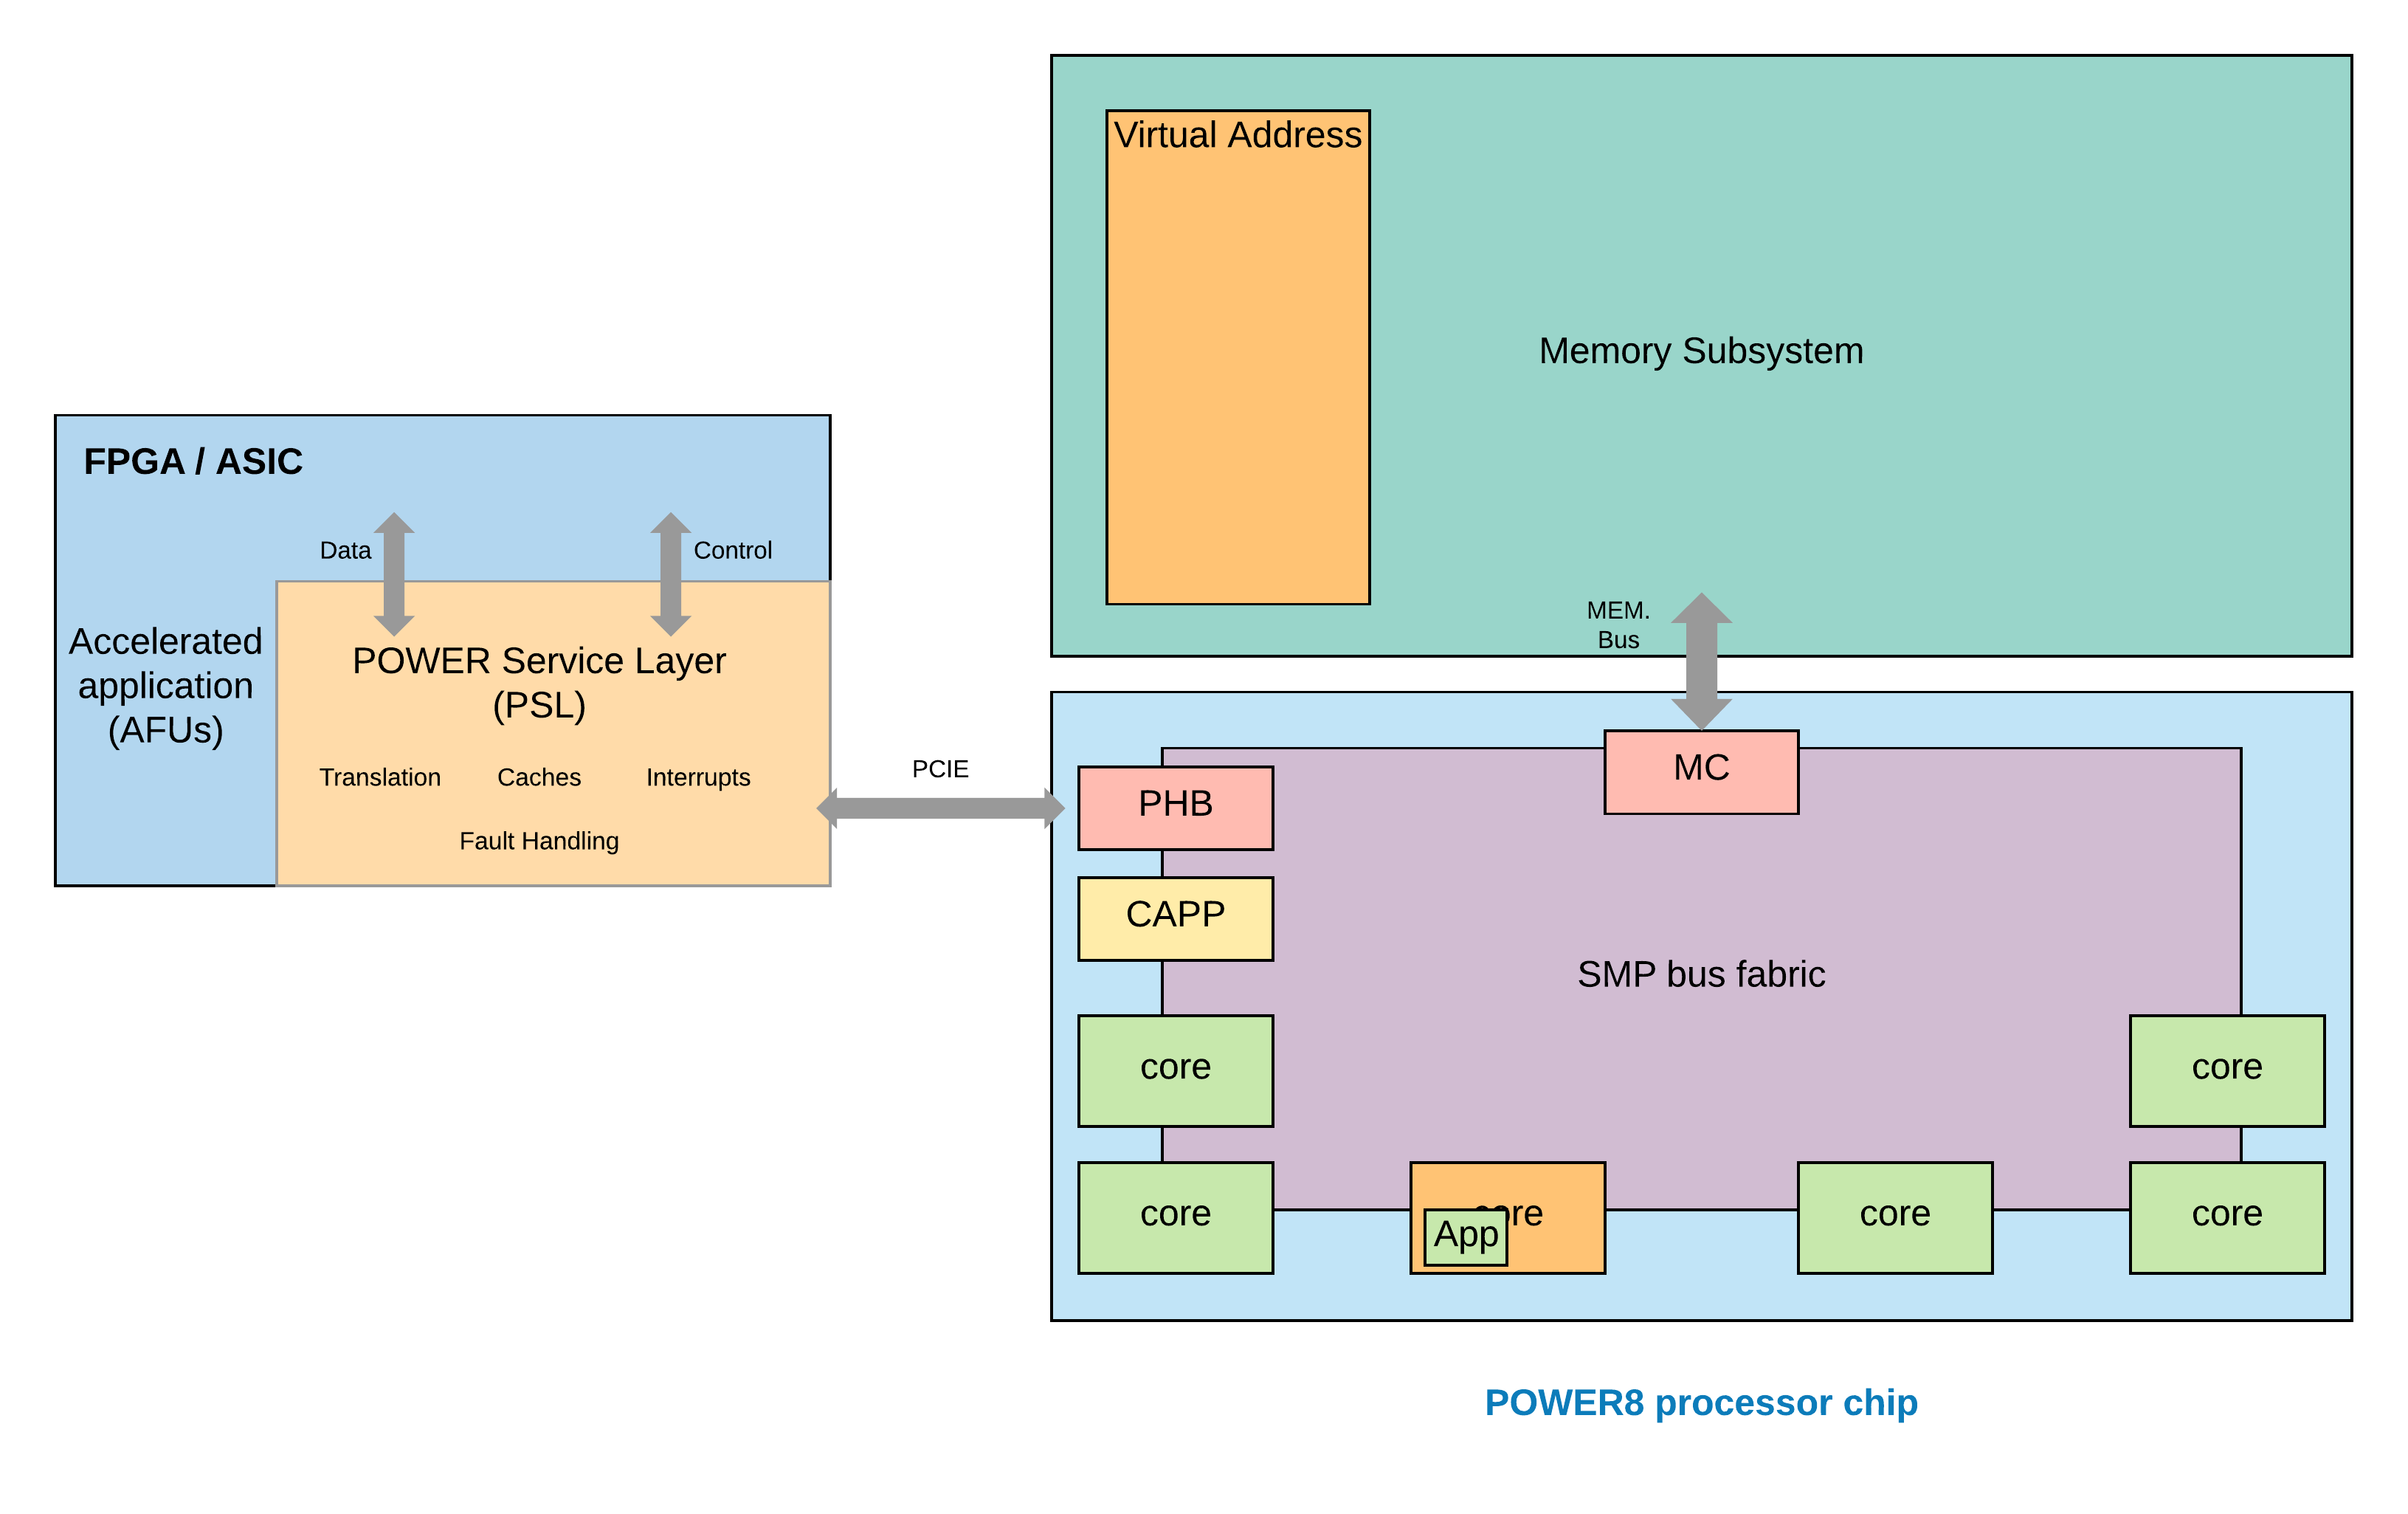 Virtual Address
Memory Subsystem
FPGA / ASIC
Data
Control
MEM.
Bus
Accelerated
application
(AFUs)
POWER Service Layer
(PSL)
Translation
Caches
Interrupts
Fault Handling
PCIE
MC
PHB
CAPP
SMP bus fabric
core
core
core
core
App
core
core
POWER8 processor chip